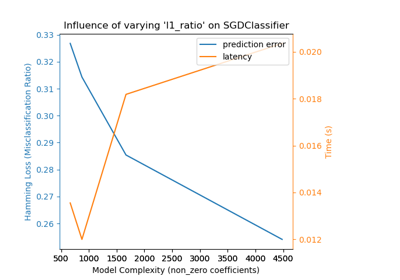 Influence of varying 'l1_ratio' on SGDClassifier
prediction error
latency
Hamming Loss (Misclassification Ratio)
0.33
0.32
0.31
0.30
0.29
0.28
0.27
0.26
0.020
0.018
0.016
0.014
0.012
Time (s)
500 1000 1500 2000 2500 3000 3500 4000 4500
Model Complexity (non_zero coefficients)